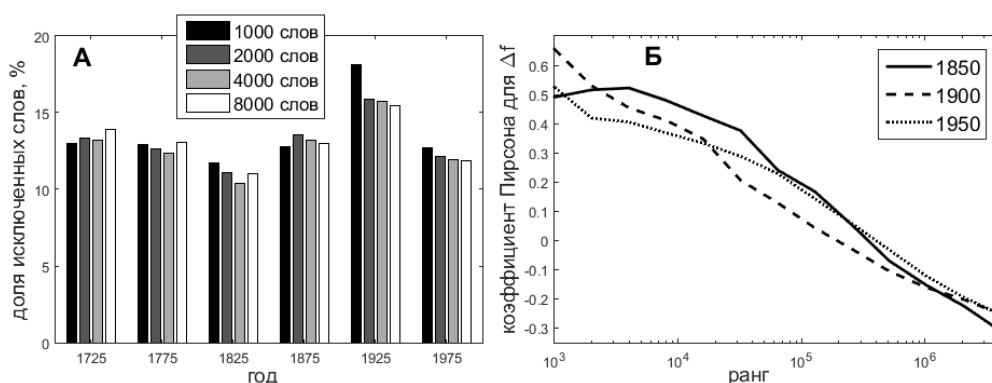 А
1000 слов
2000 слов
4000 слов
8000 слов
доля исключенных слов, %
20
15
10
5
0
1725 1775 1825 1875 1925 1975
год
Б
1850
1900
1950
коэффициент Пирсона для Δf
0.6
0.5
0.4
0.3
0.2
0.1
0
-0.1
-0.2
-0.3
10³ 10⁴ 10⁵ 10⁶
ранг